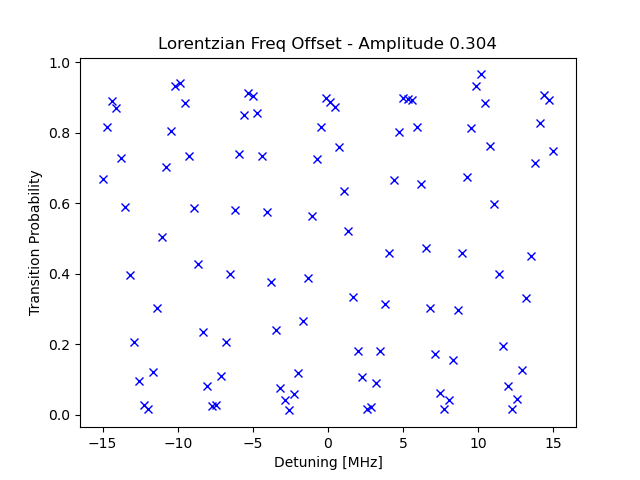 Lorentzian Freq Offset - Amplitude 0.304
1.0
0.8
0.6
0.4
0.2
0.0
Transition Probability
−15 −10 −5 0 5 10 15
Detuning [MHz]